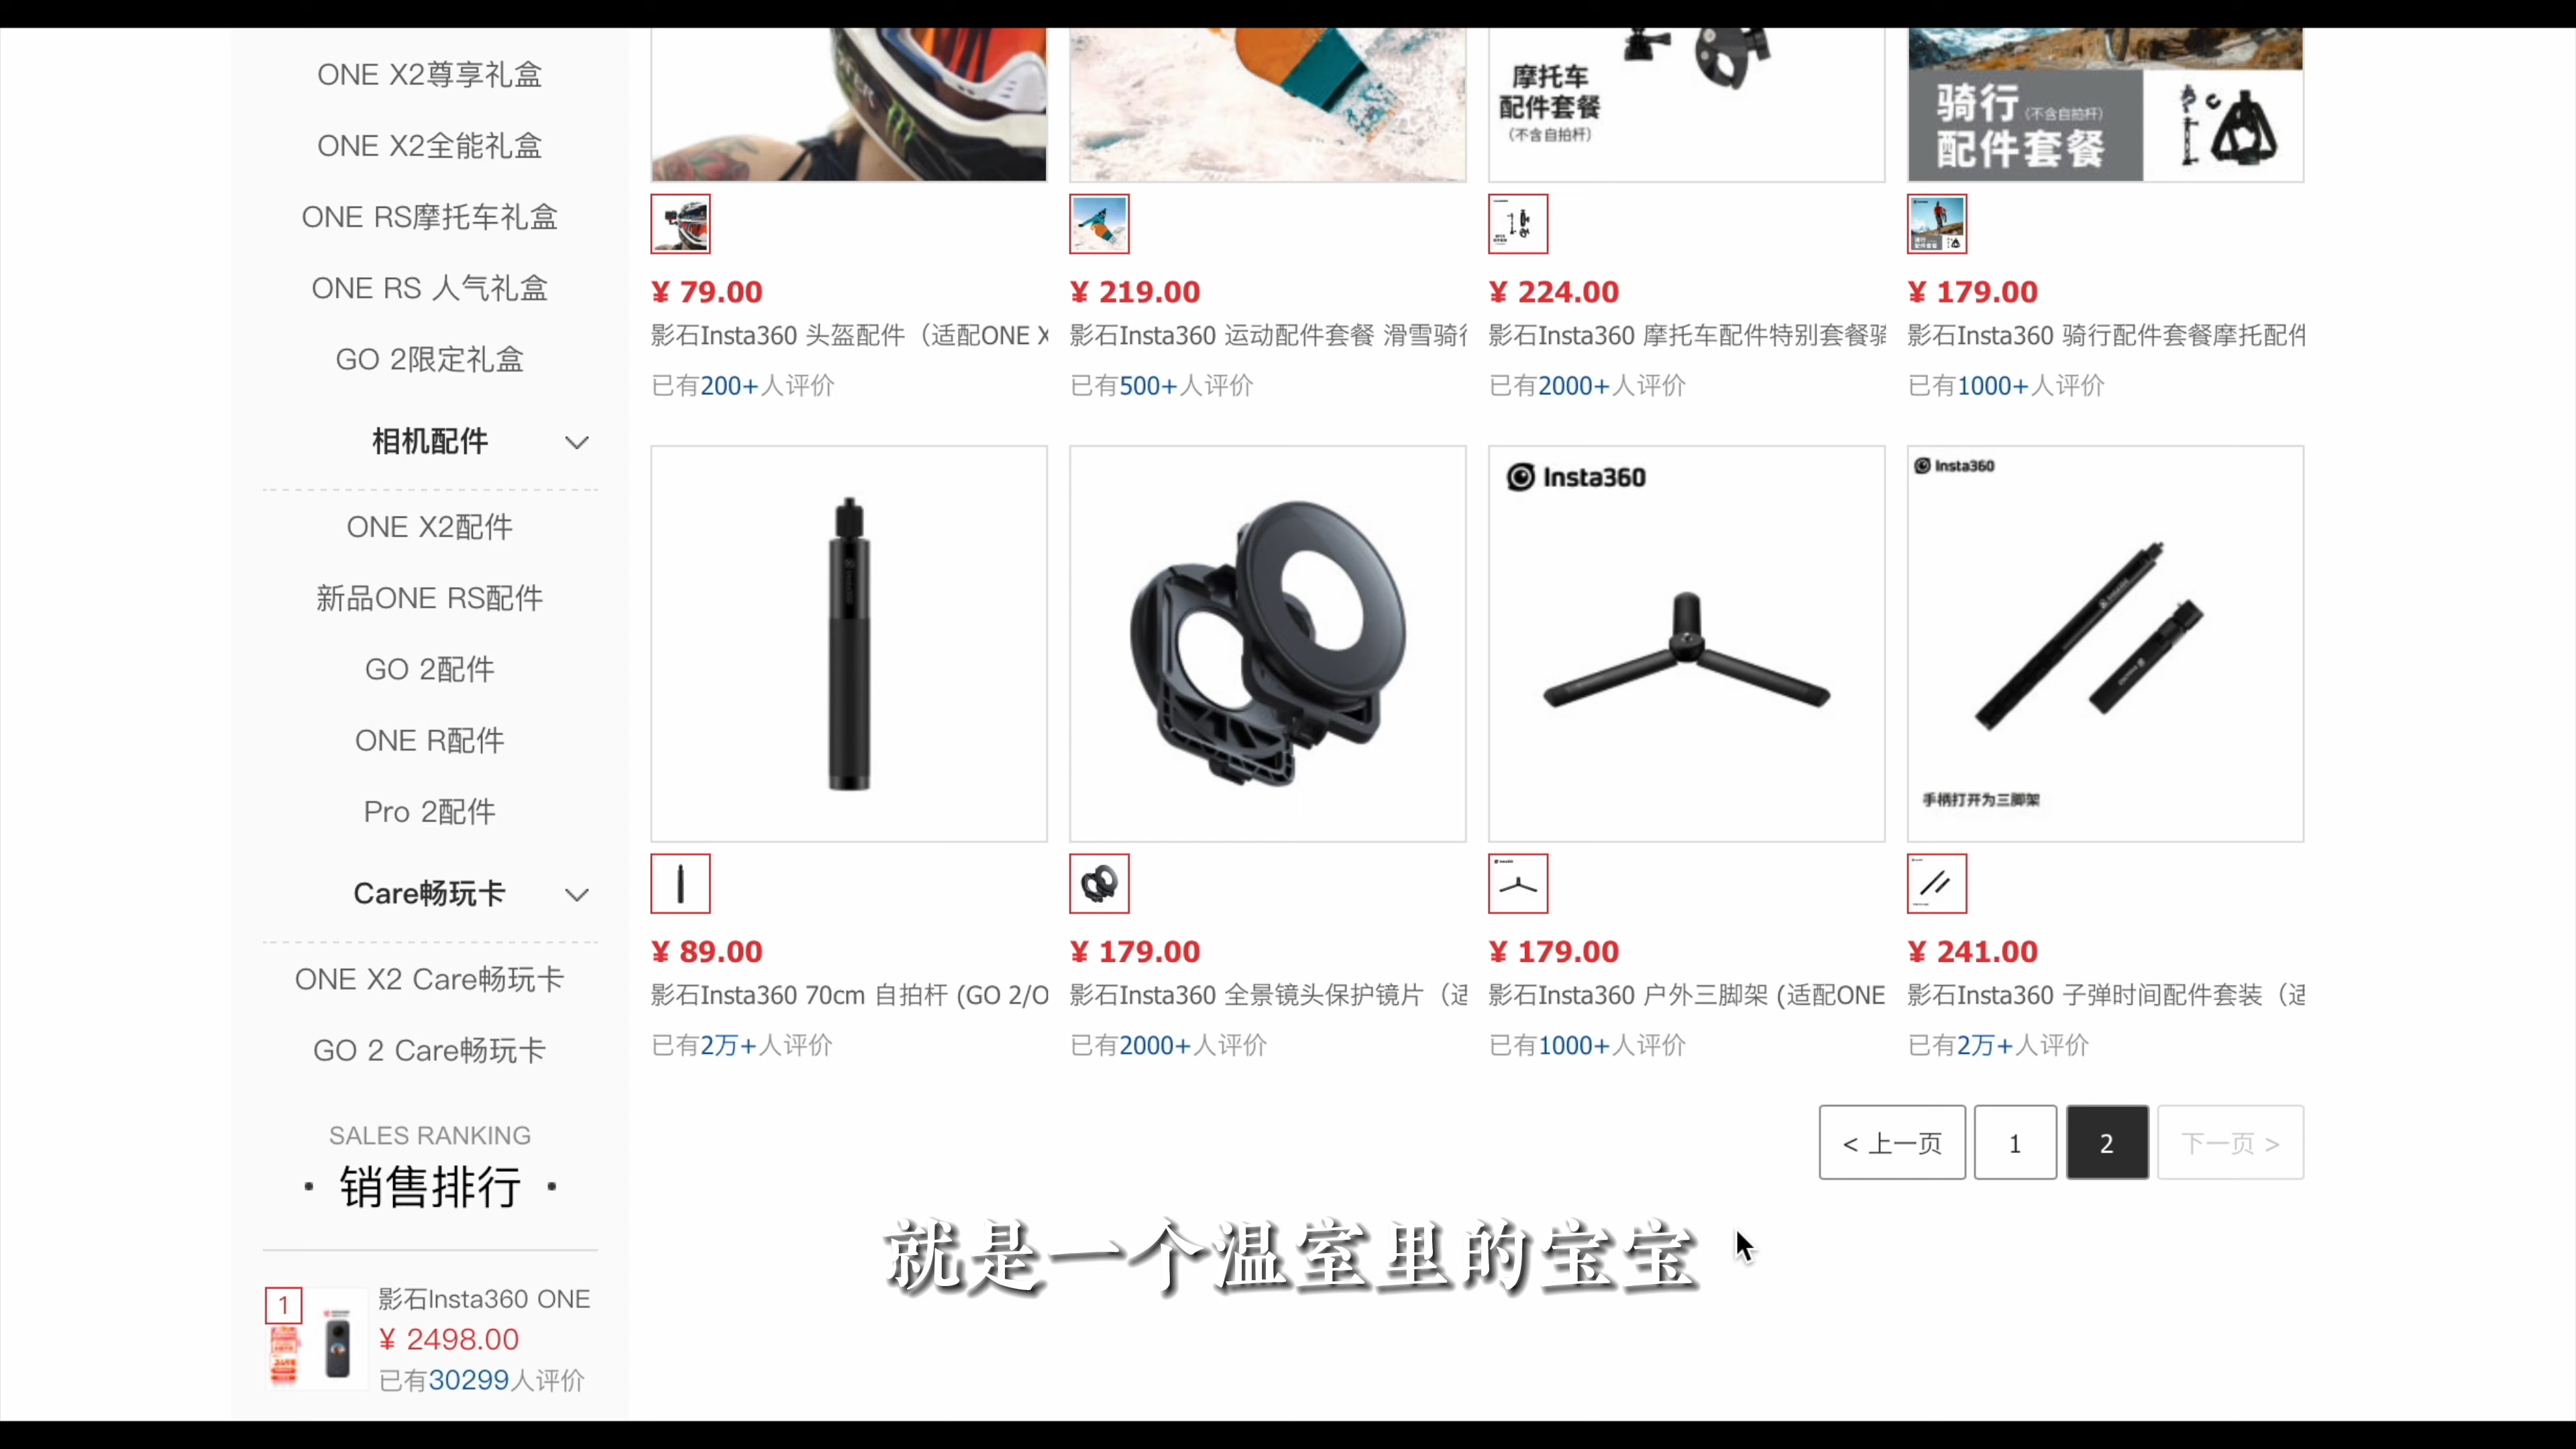 ONE X2尊享礼盒
ONE X2全能礼盒
ONE RS摩托车礼盒
ONE RS 人气礼盒
GO 2限定礼盒
相机配件
ONE X2配件
新品ONE RS配件
GO 2配件
ONE R配件
Pro 2配件
Care畅玩卡
ONE X2 Care畅玩卡
GO 2 Care畅玩卡
SALES RANKING
· 销售排行 ·
1
影石Insta360 ONE
¥ 2498.00
已有30299人评价
摩托车
配件套餐
(不含自拍杆)
骑行(不含自拍杆)
配件套餐
¥ 79.00
影石Insta360 头盔配件（适配ONE X
已有200+人评价
¥ 219.00
影石Insta360 运动配件套餐 滑雪骑行
已有500+人评价
¥ 224.00
影石Insta360 摩托车配件特别套餐骑
已有2000+人评价
¥ 179.00
影石Insta360 骑行配件套餐摩托配件
已有1000+人评价
Insta360
Insta360
手柄打开为三脚架
¥ 89.00
影石Insta360 70cm 自拍杆 (GO 2/O
已有2万+人评价
¥ 179.00
影石Insta360 全景镜头保护镜片（适
已有2000+人评价
¥ 179.00
影石Insta360 户外三脚架 (适配ONE
已有1000+人评价
¥ 241.00
影石Insta360 子弹时间配件套装（适
已有2万+人评价
< 上一页 1 2 下一页 >
就是一个温室里的宝宝